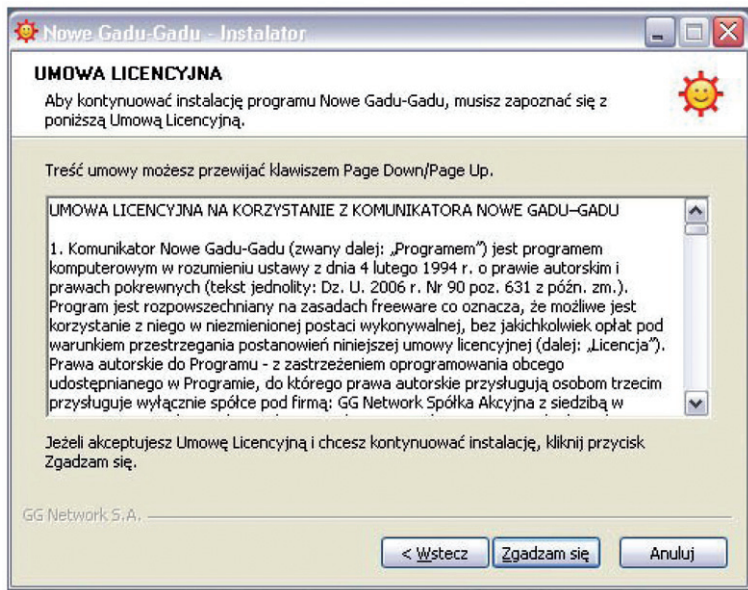 Nowe Gadu-Gadu - Instalator
UMOWA LICENCYJNA
Aby kontynuować instalację programu Nowe Gadu-Gadu, musisz zapoznać się z
poniższą Umową Licencyjną.
Treść umowy możesz przewijać klawiszem Page Down/Page Up.
UMOWA LICENCYJNA NA KORZYSTANIE Z KOMUNIKATORA NOWE GADU–GADU
1. Komunikator Nowe Gadu-Gadu (zwany dalej: „Programem”) jest programem
komputerowym w rozumieniu ustawy z dnia 4 lutego 1994 r. o prawie autorskim i
prawach pokrewnych (tekst jednolity: Dz. U. 2006 r. Nr 90 poz. 631 z późn. zm.).
Program jest rozpowszechniany na zasadach freeware co oznacza, że możliwe jest
korzystanie z niego w niezmienionej postaci wykonywalnej, bez jakichkolwiek opłat pod
warunkiem przestrzegania postanowień niniejszej umowy licencyjnej (dalej: „Licencja”).
Prawa autorskie do Programu - z zastrzeżeniem oprogramowania obcego
udostępnianego w Programie, do którego prawa autorskie przysługują osobom trzecim
przysługuje wyłącznie spółce pod firmą: GG Network Spółka Akcyjna z siedzibą w
Jeżeli akceptujesz Umowę Licencyjną i chcesz kontynuować instalację, kliknij przycisk
Zgadzam się.
GG Network S.A.
< Wstecz Zgadzam się Anuluj